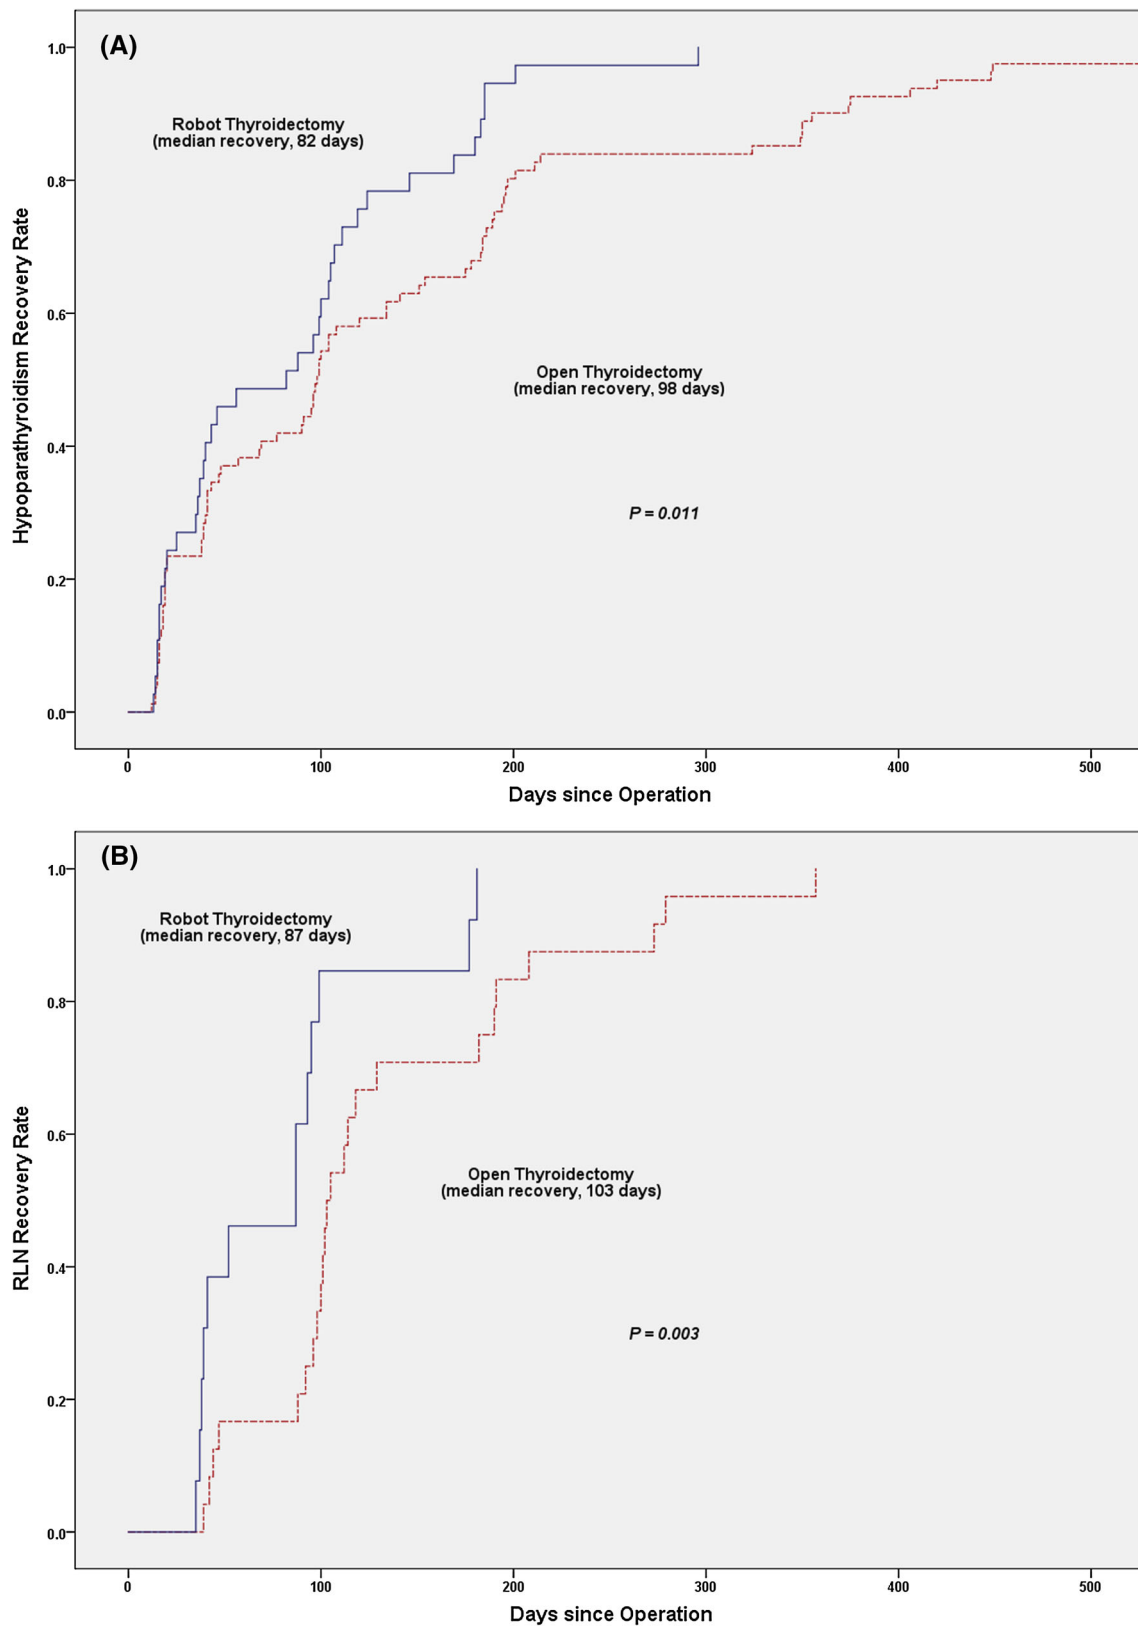 (A)
1.0
Robot Thyroidectomy
(median recovery, 82 days)
0.8
0.6
Open Thyroidectomy
(median recovery, 98 days)
0.4
P = 0.011
0.2
0.0
Hypoparathyroidism Recovery Rate
0 100 200 300 400 500
Days since Operation
(B)
1.0
Robot Thyroidectomy
(median recovery, 87 days)
0.8
0.6
Open Thyroidectomy
(median recovery, 103 days)
0.4
P = 0.003
0.2
0.0
RLN Recovery Rate
0 100 200 300 400 500
Days since Operation